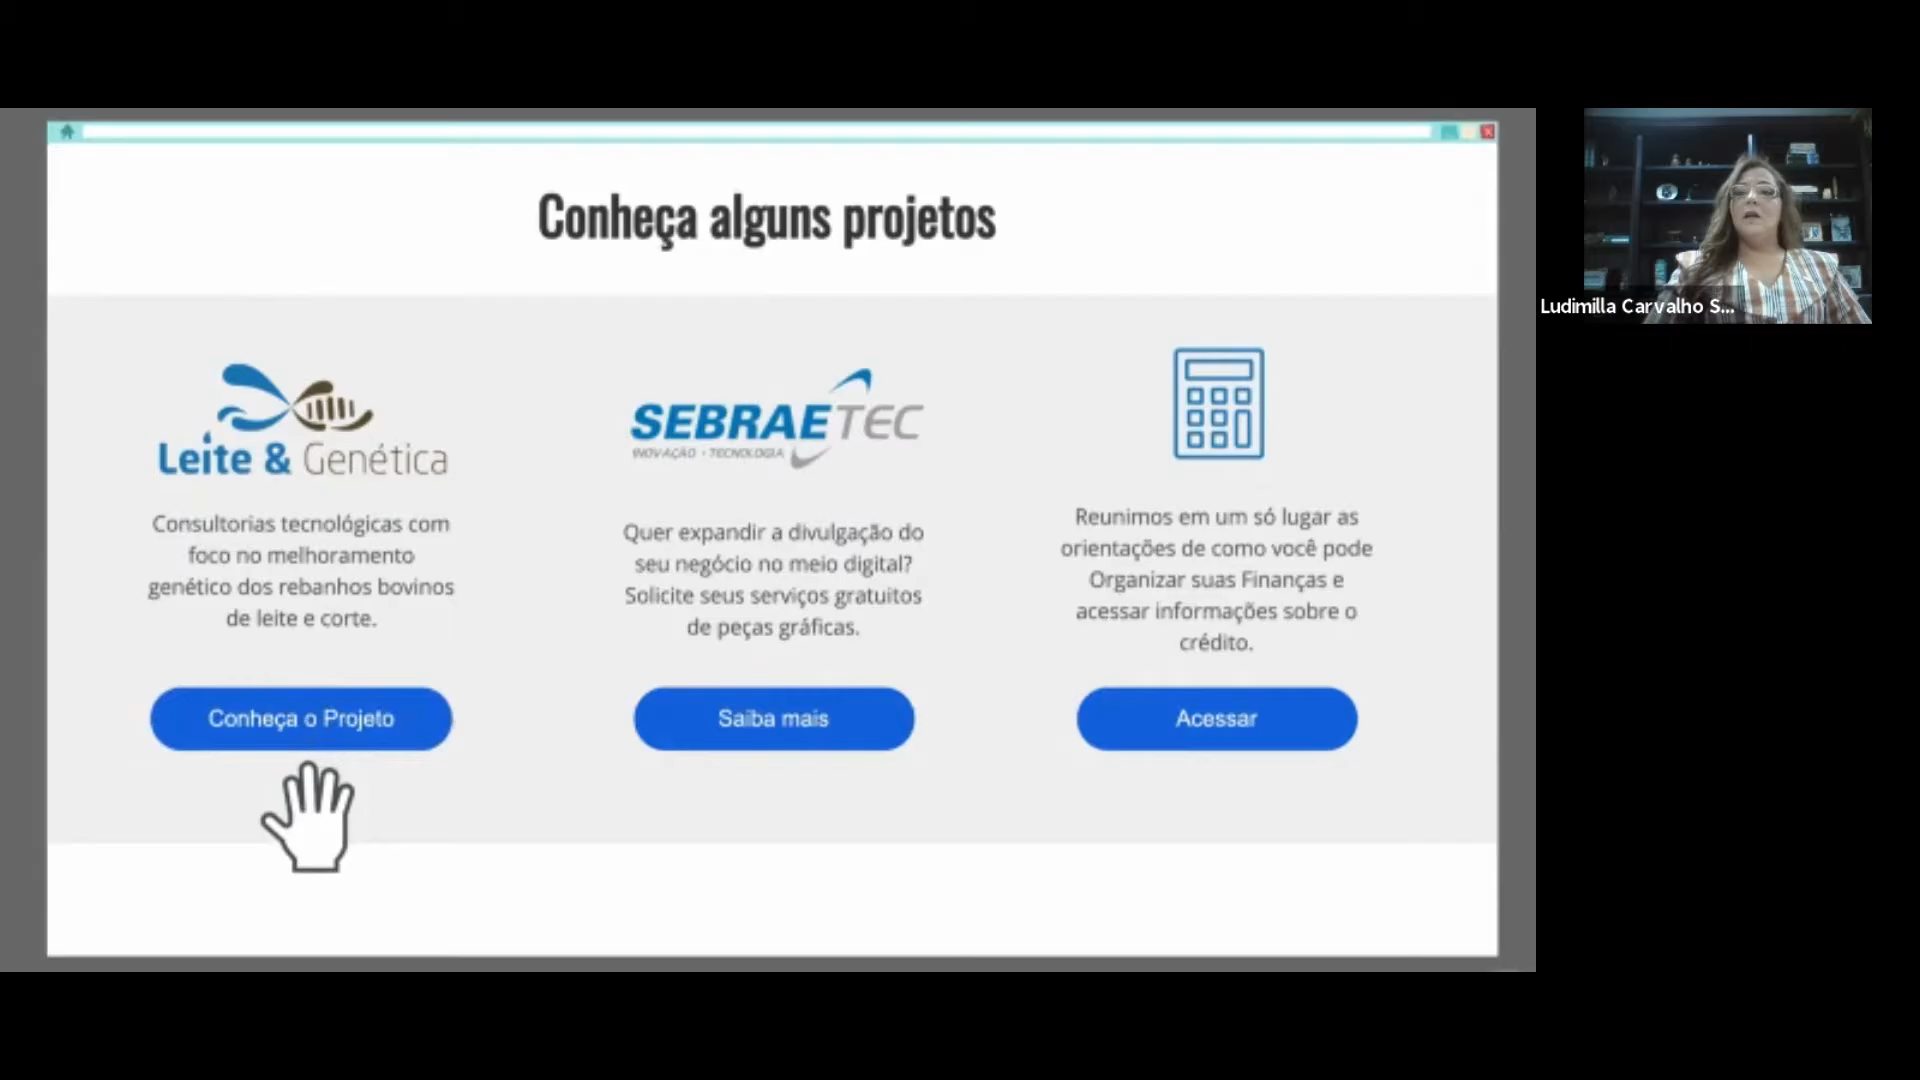 Conheça alguns projetos
Leite & Genética
Consultorias tecnológicas com
foco no melhoramento
genético dos rebanhos bovinos
de leite e corte.
Conheça o Projeto
SEBRAETEC
INOVAÇÃO - TECNOLOGIA
Quer expandir a divulgação do
seu negócio no meio digital?
Solicite seus serviços gratuitos
de peças gráficas.
Saiba mais
Reunimos em um só lugar as
orientações de como você pode
Organizar suas Finanças e
acessar informações sobre o
crédito.
Acessar
Ludimilla Carvalho S...